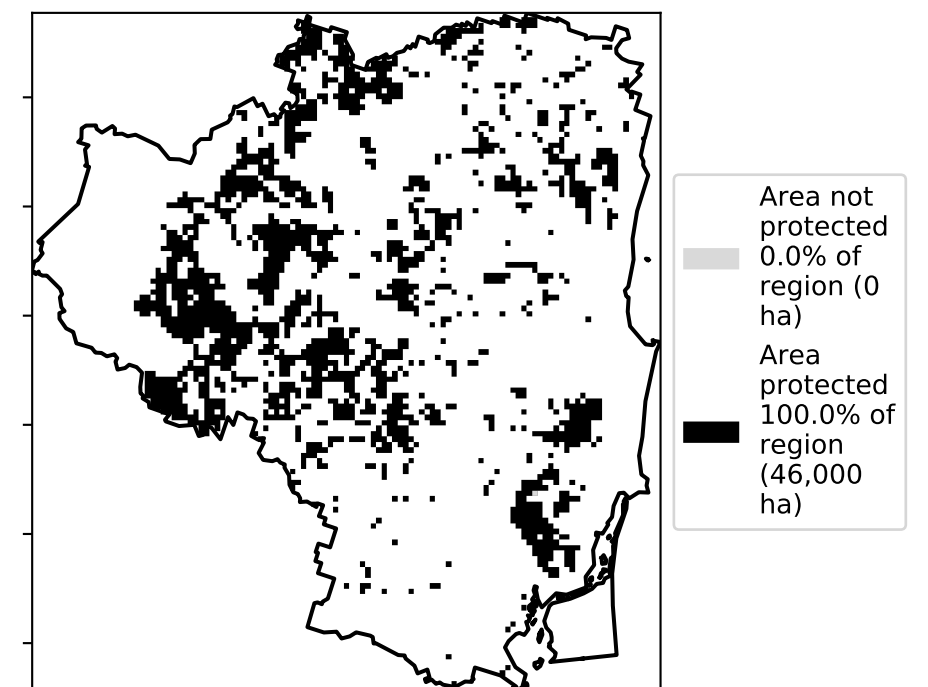 Area not
protected
0.0% of
region (0
ha)
Area
protected
100.0% of
region
(46,000
ha)